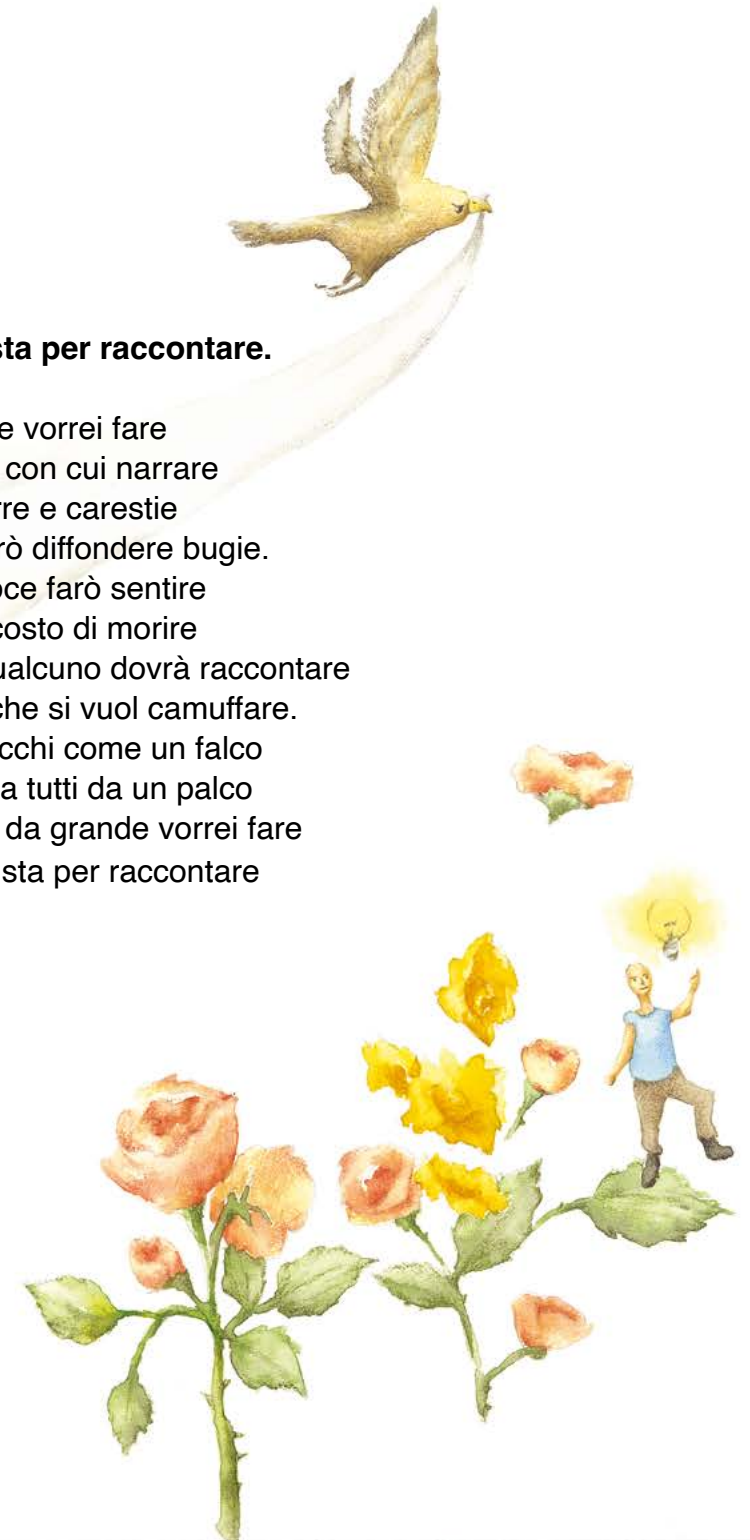 sta per raccontare.
e vorrei fare
con cui narrare
rre e carestie
rò diffondere bugie.
oce farò sentire
costo di morire
ualcuno dovrà raccontare
che si vuol camuffare.
cchi come un falco
a tutti da un palco
da grande vorrei fare
sta per raccontare